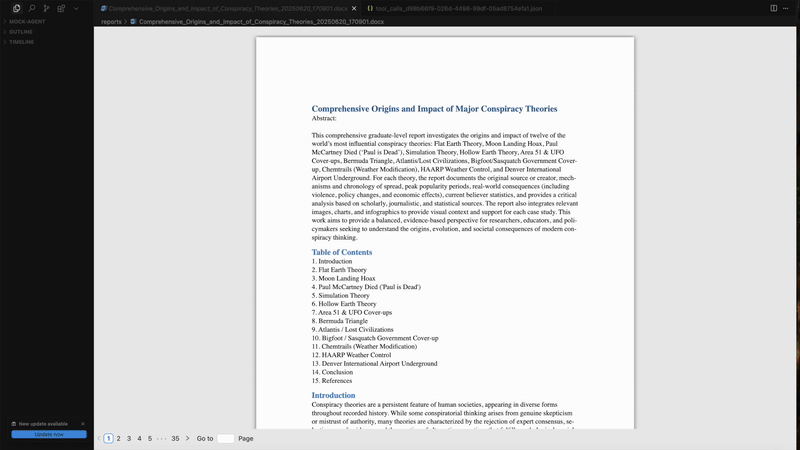 Comprehensive_Origins_and_Impact_of_Conspiracy_Theories_20250620_170901.docx
MOCK-AGENT
OUTLINE
TIMELINE
reports > Comprehensive_Origins_and_Impact_of_Conspiracy_Theories_20250620_170901.docx
Comprehensive Origins and Impact of Major Conspiracy Theories
Abstract:
This comprehensive graduate-level report investigates the origins and impact of twelve of the
world's most influential conspiracy theories: Flat Earth Theory, Moon Landing Hoax, Paul
McCartney Died ('Paul is Dead'), Simulation Theory, Hollow Earth Theory, Area 51 & UFO
Cover-ups, Bermuda Triangle, Atlantis/Lost Civilizations, Bigfoot/Sasquatch Government Cover-
up, Chemtrails (Weather Modification), HAARP Weather Control, and Denver International
Airport Underground. For each theory, the report documents the original source or creator, mech-
anisms and chronology of spread, peak popularity periods, real-world consequences (including
violence, policy changes, and economic effects), current believer statistics, and provides a critical
analysis based on scholarly, journalistic, and statistical sources. The report also integrates relevant
images, charts, and infographics to provide visual context and support for each case study. This
work aims to provide a balanced, evidence-based perspective for researchers, educators, and poli-
cymakers seeking to understand the origins, evolution, and societal consequences of modern con-
spiracy thinking.
Table of Contents
1. Introduction
2. Flat Earth Theory
3. Moon Landing Hoax
4. Paul McCartney Died ('Paul is Dead')
5. Simulation Theory
6. Hollow Earth Theory
7. Area 51 & UFO Cover-ups
8. Bermuda Triangle
9. Atlantis / Lost Civilizations
10. Bigfoot / Sasquatch Government Cover-up
11. Chemtrails (Weather Modification)
12. HAARP Weather Control
13. Denver International Airport Underground
14. Conclusion
15. References
Introduction
Conspiracy theories are a persistent feature of human societies, appearing in diverse forms
throughout recorded history. While some conspiratorial thinking arises from genuine skepticism
or mistrust of authority, many theories are characterized by the rejection of expert consensus, se-
New update available
Update now
1 2 3 4 5 ··· 35 > Go to Page